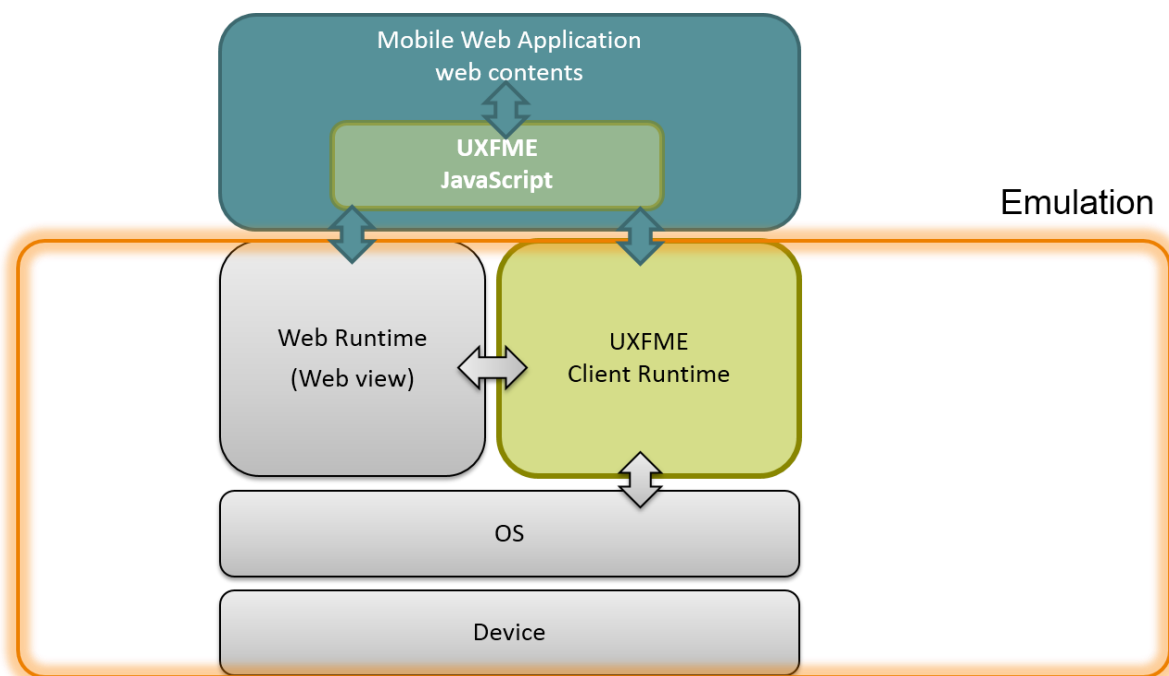 Mobile Web Application
web contents
UXFME
JavaScript
Emulation
Web Runtime
(Web view)
UXFME
Client Runtime
OS
Device